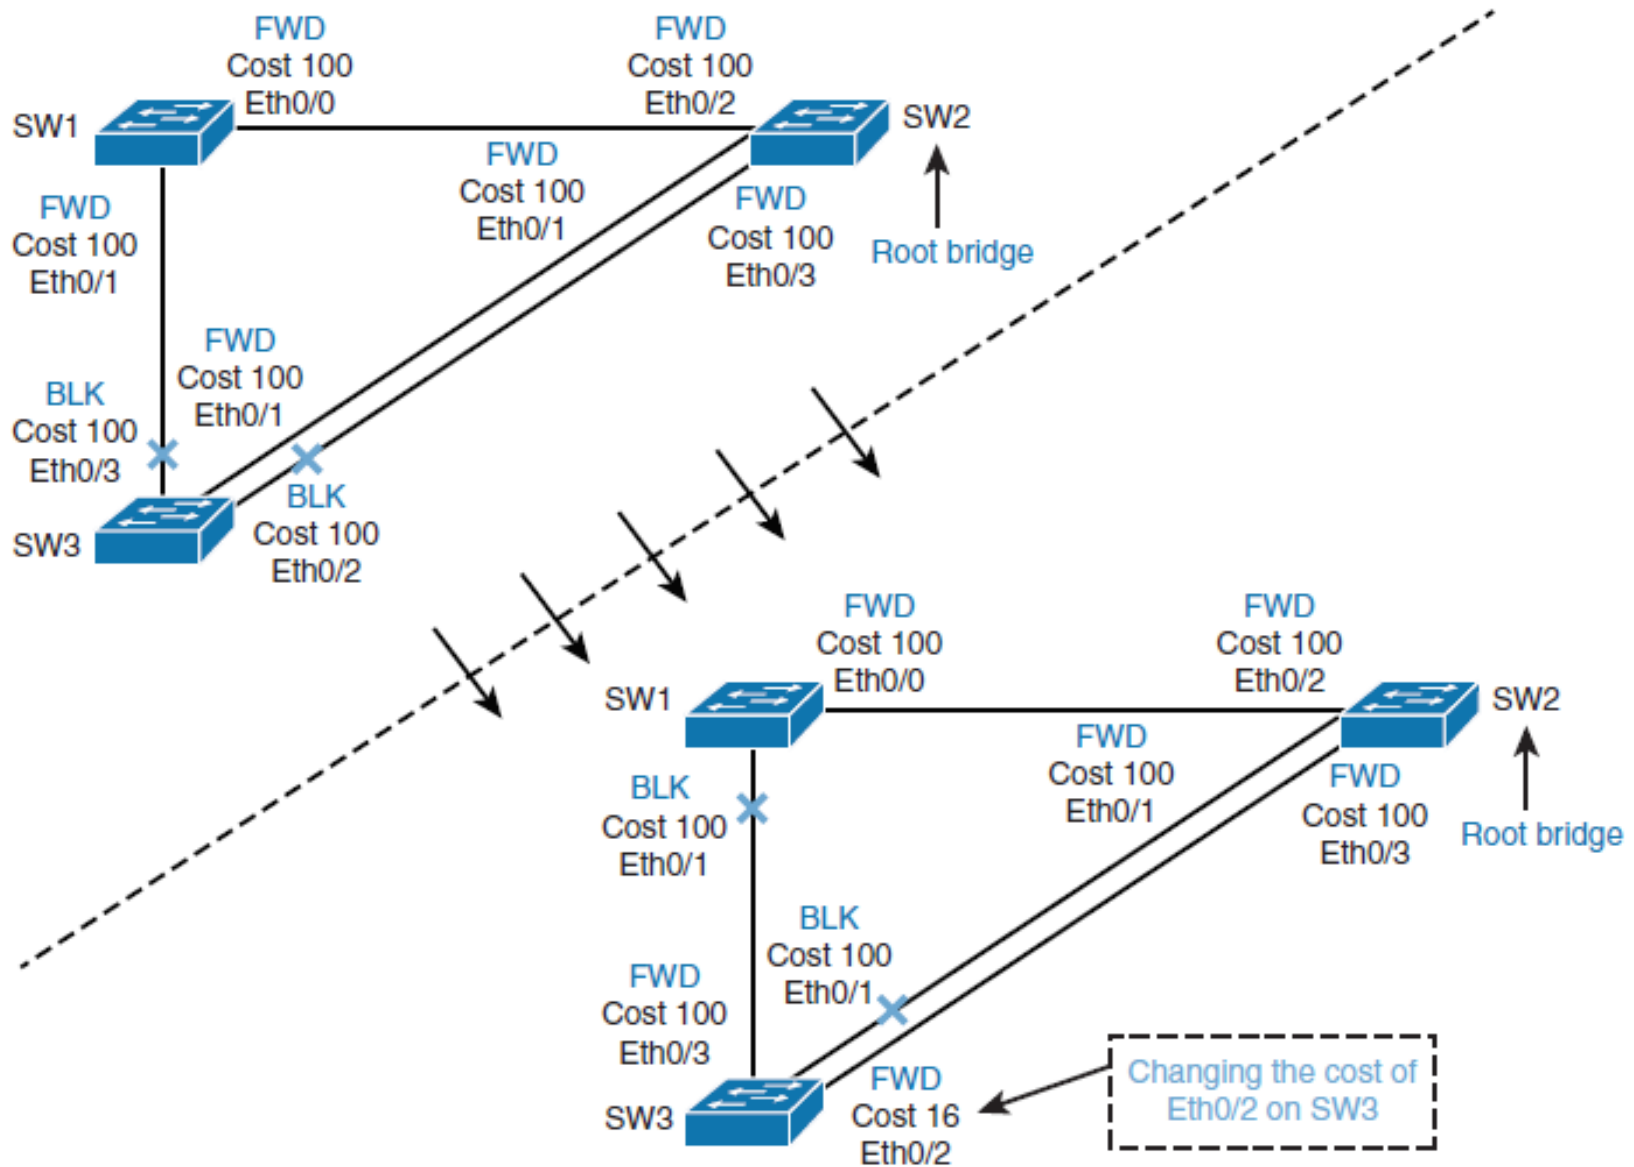 FWD
Cost 100
Eth0/0
FWD
Cost 100
Eth0/2
SW1
SW2
FWD
Cost 100
Eth0/1
FWD
Cost 100
Eth0/3
Root bridge
FWD
Cost 100
Eth0/1
FWD
Cost 100
Eth0/1
BLK
Cost 100
Eth0/3
BLK
Cost 100
Eth0/2
SW3
FWD
Cost 100
Eth0/0
FWD
Cost 100
Eth0/2
SW1
SW2
FWD
Cost 100
Eth0/1
FWD
Cost 100
Eth0/3
Root bridge
BLK
Cost 100
Eth0/1
BLK
Cost 100
Eth0/1
FWD
Cost 100
Eth0/3
FWD
Cost 16
Eth0/2
SW3
Changing the cost of
Eth0/2 on SW3